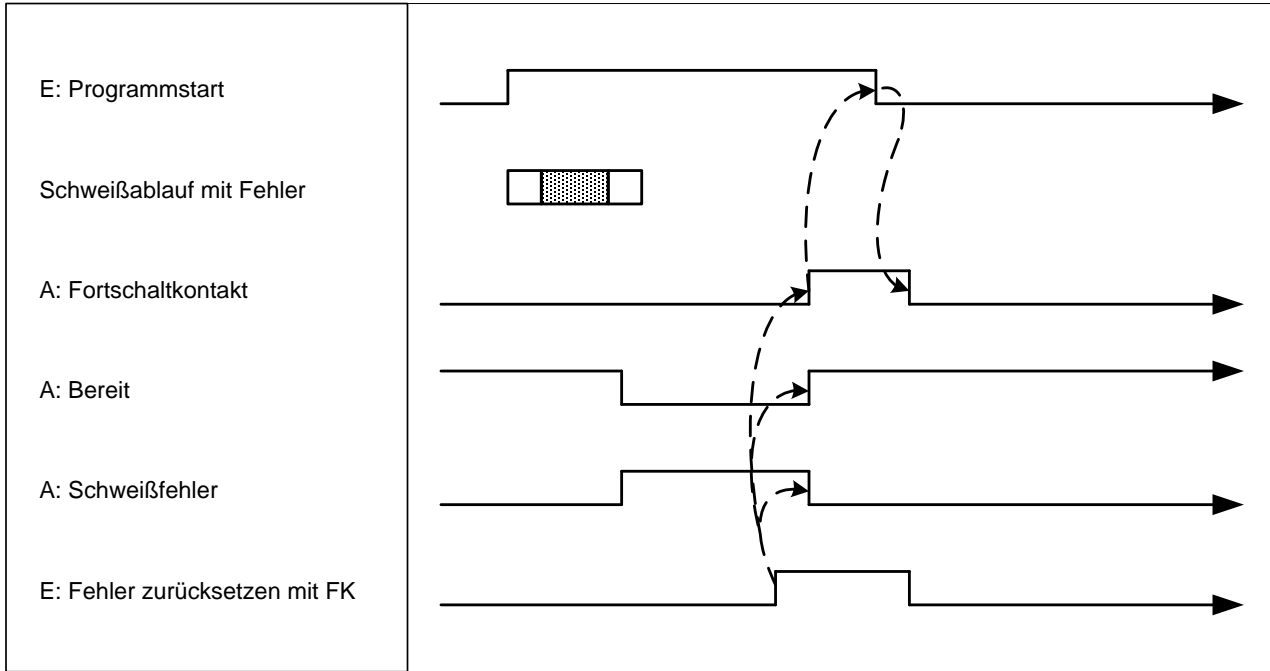 E: Programmstart
Schweißablauf mit Fehler
A: Fortschaltkontakt
A: Bereit
A: Schweißfehler
E: Fehler zurücksetzen mit FK